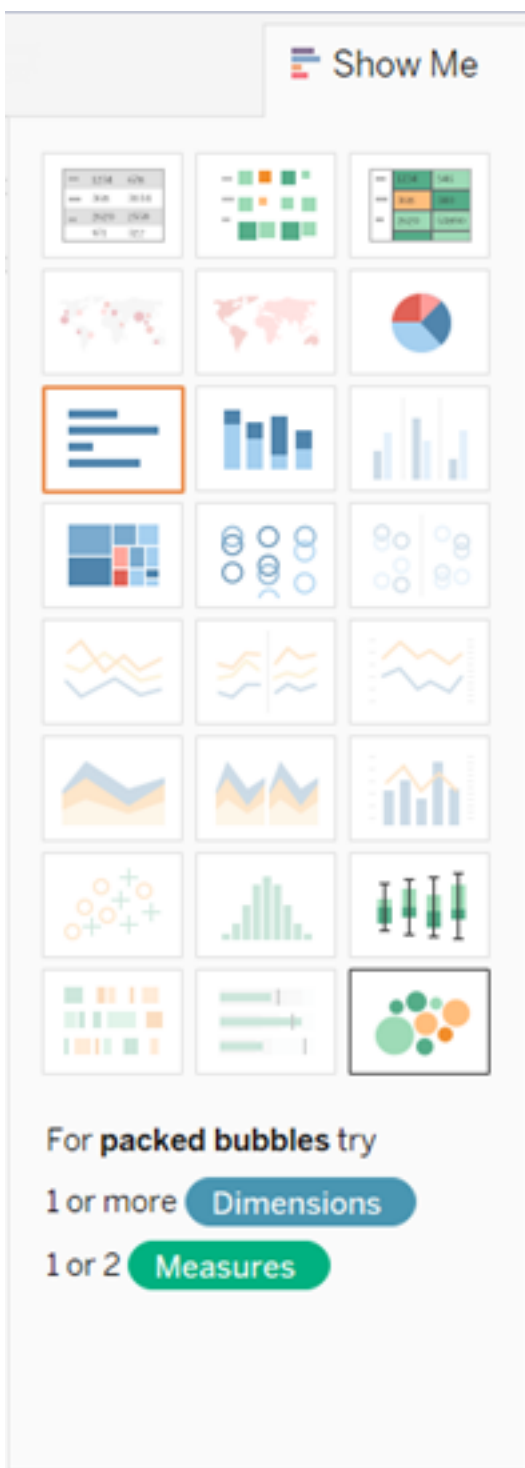 Show Me
For packed bubbles try
1 or more Dimensions
1 or 2 Measures